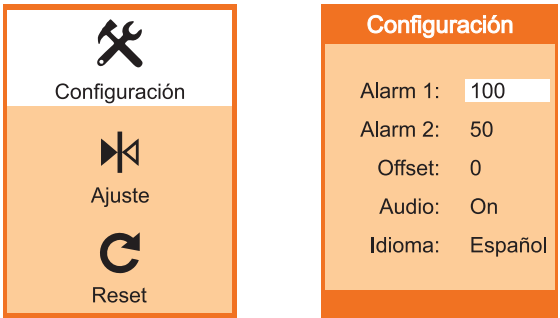 Configuración
Ajuste
Reset
Configuración
Alarm 1: 100
Alarm 2: 50
Offset: 0
Audio: On
Idioma: Español